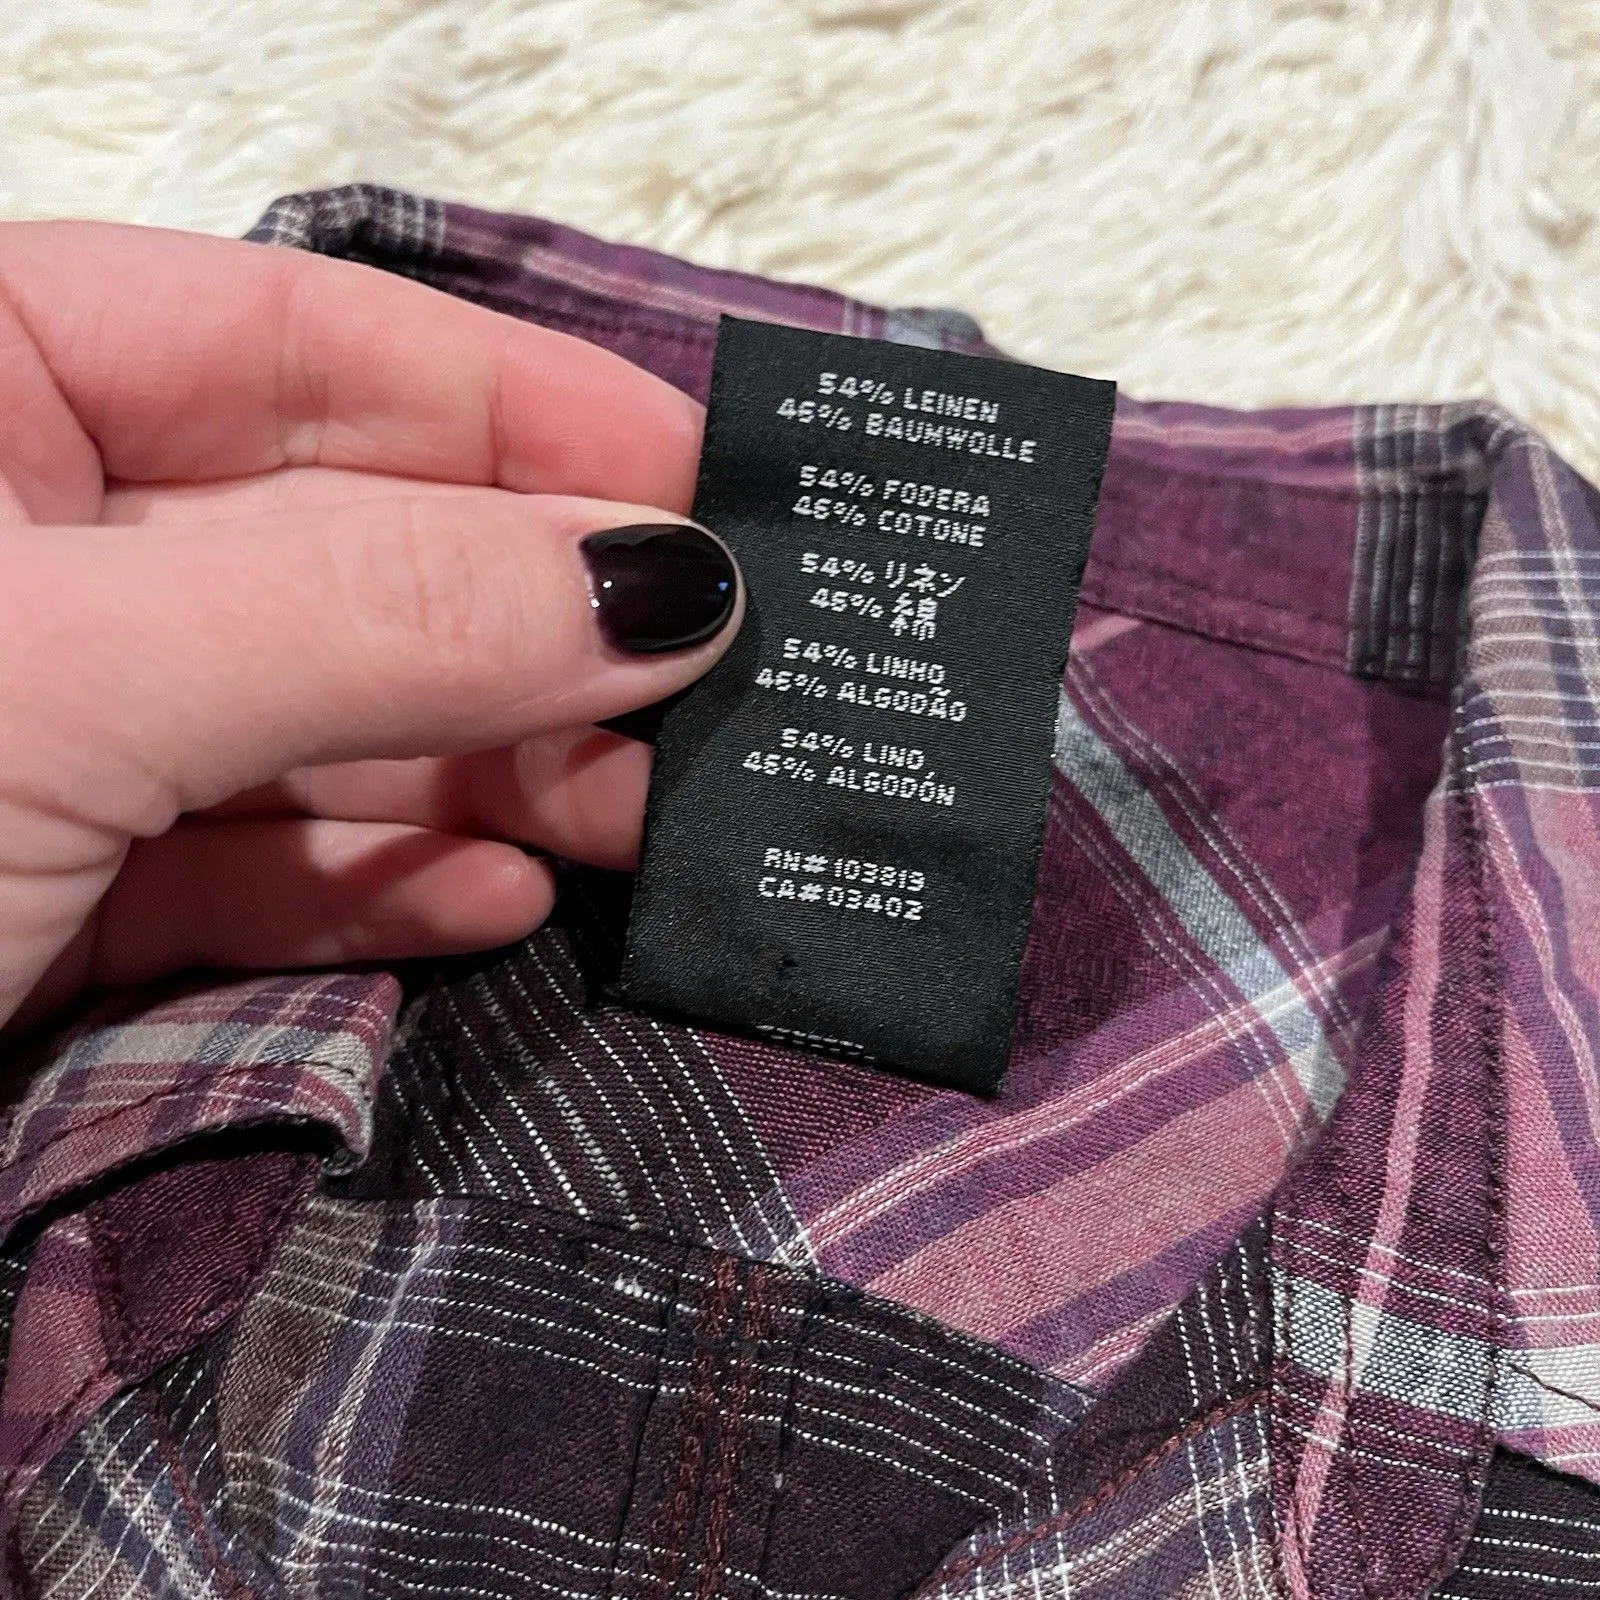 54% LEINEN
46% BAUMWOLLE
54% FODERA
46% COTONE
54% リネン
46% 綿
54% LINHO
46% ALGODÃO
54% LINO
46% ALGODÓN
RN# 103819
CA# 03402